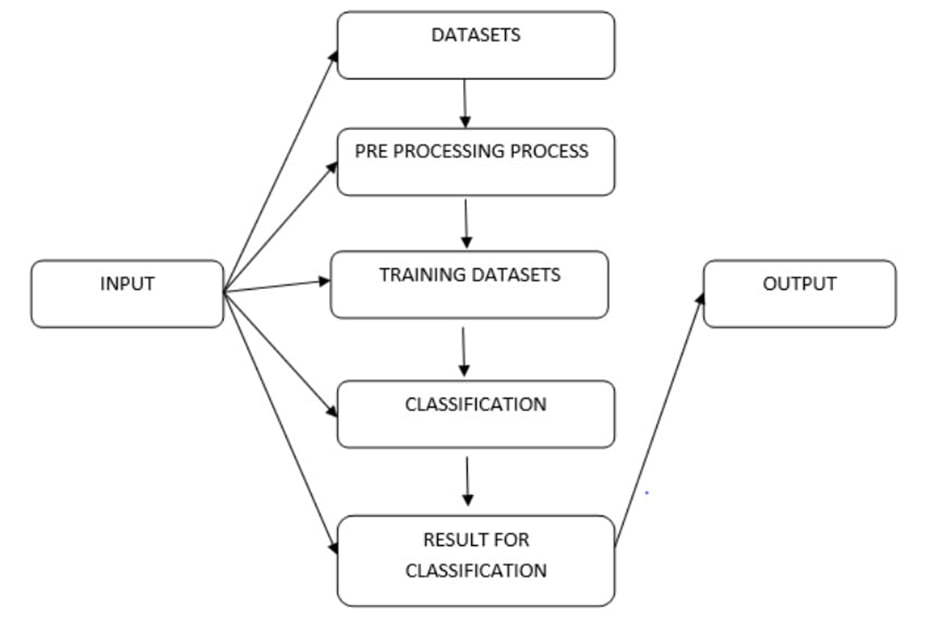 DATASETS
PRE PROCESSING PROCESS
TRAINING DATASETS
INPUT
OUTPUT
CLASSIFICATION
RESULT FOR
CLASSIFICATION